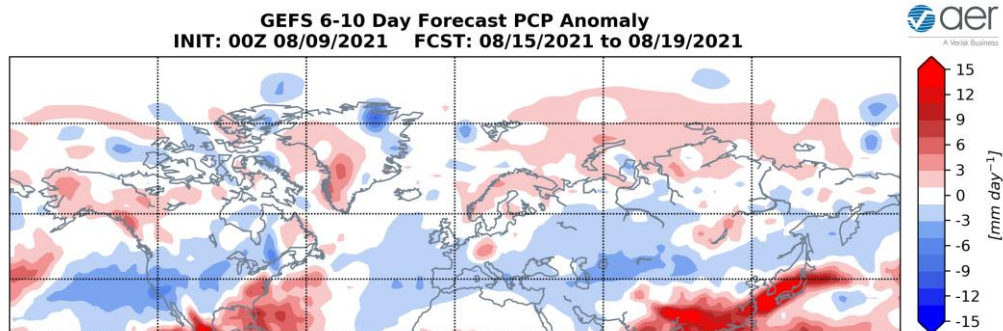 GEFS 6-10 Day Forecast PCP Anomaly
INIT: 00Z 08/09/2021 FCST: 08/15/2021 to 08/19/2021
aer
A Verisk Business
15
12
9
6
3
0
-3
-6
-9
-12
-15
[mm day⁻¹]